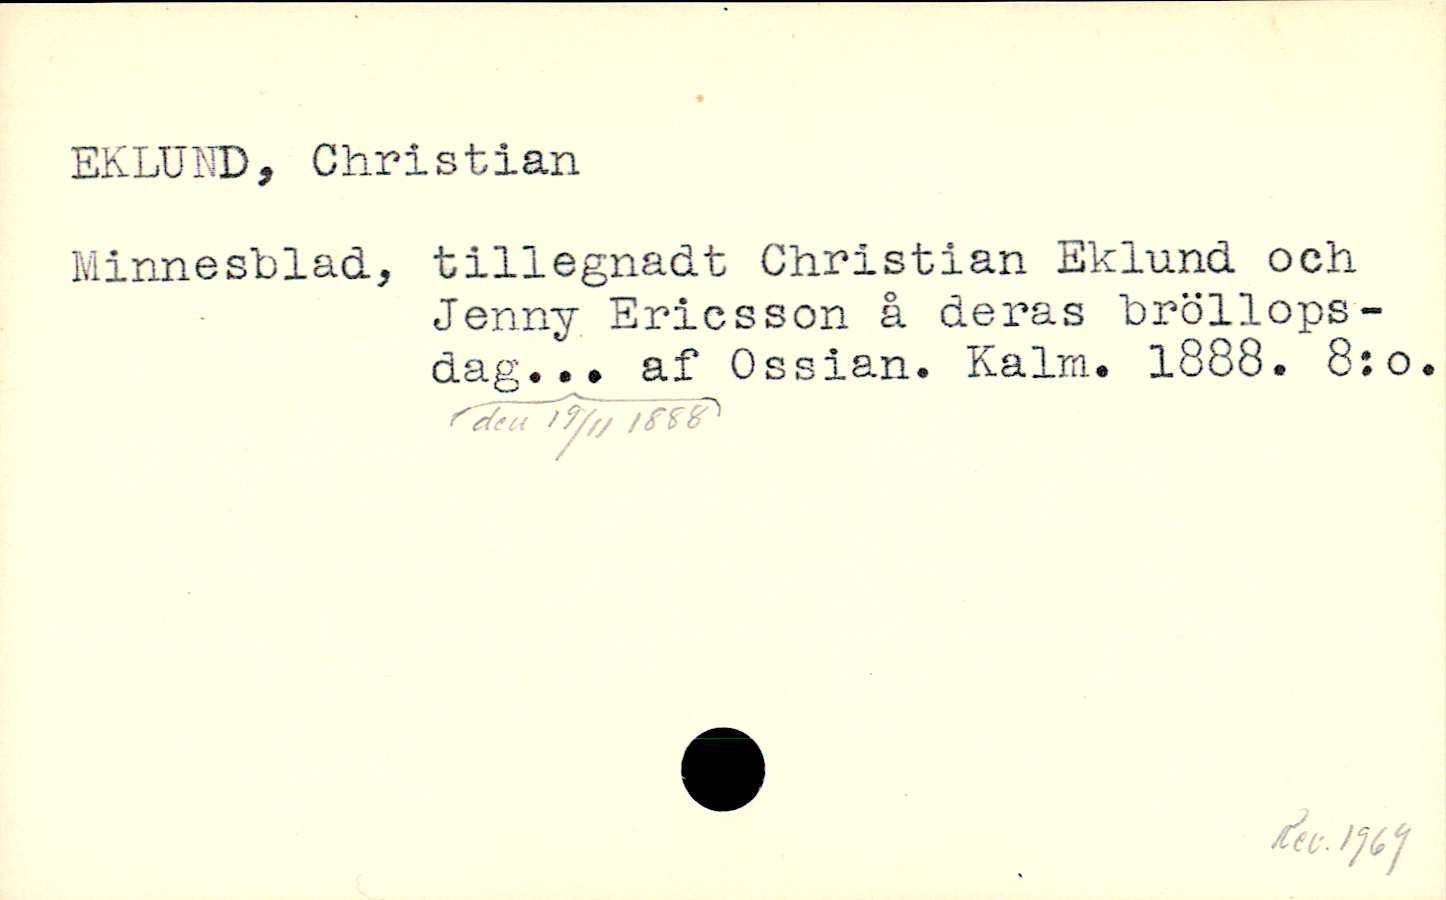 EKLUND, Christian
Minnesblad, tillegnadt Christian Eklund och
Jenny Ericsson å deras bröllops-
dag... af Ossian. Kalm. 1888. 8:o.
den 19/11 1888
Rev. 1969